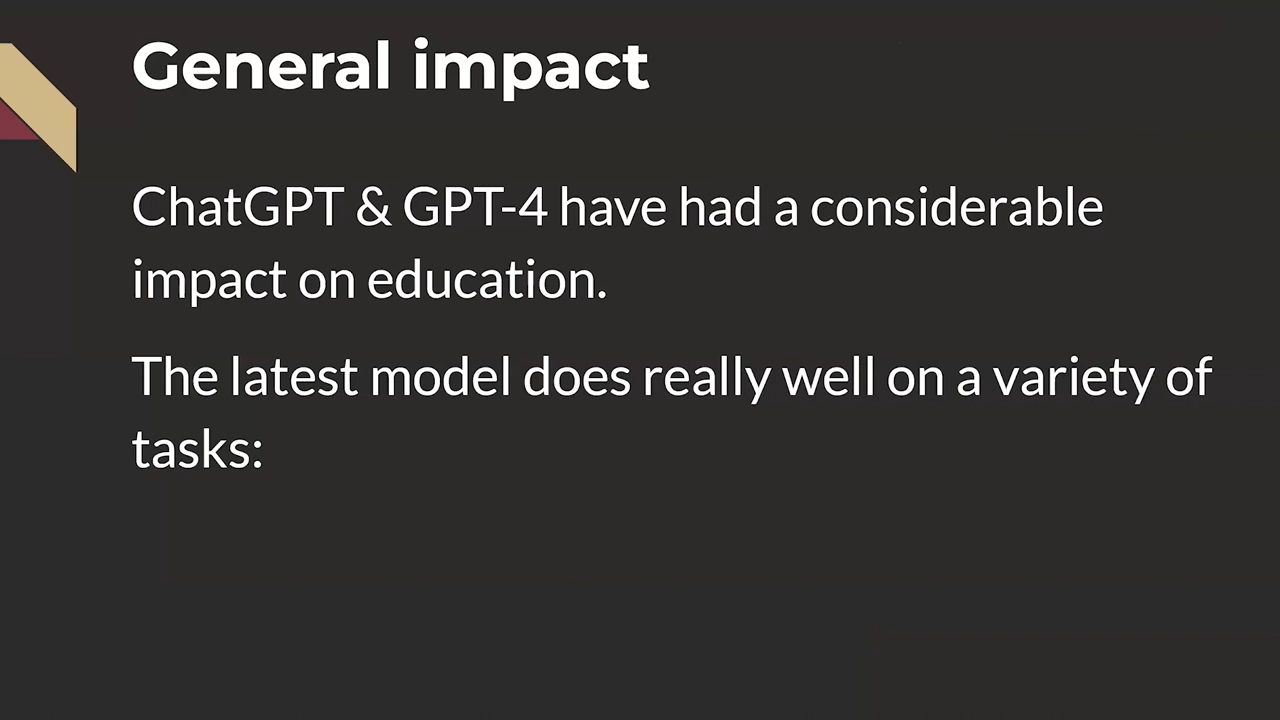 General impact
ChatGPT & GPT-4 have had a considerable
impact on education.
The latest model does really well on a variety of
tasks: